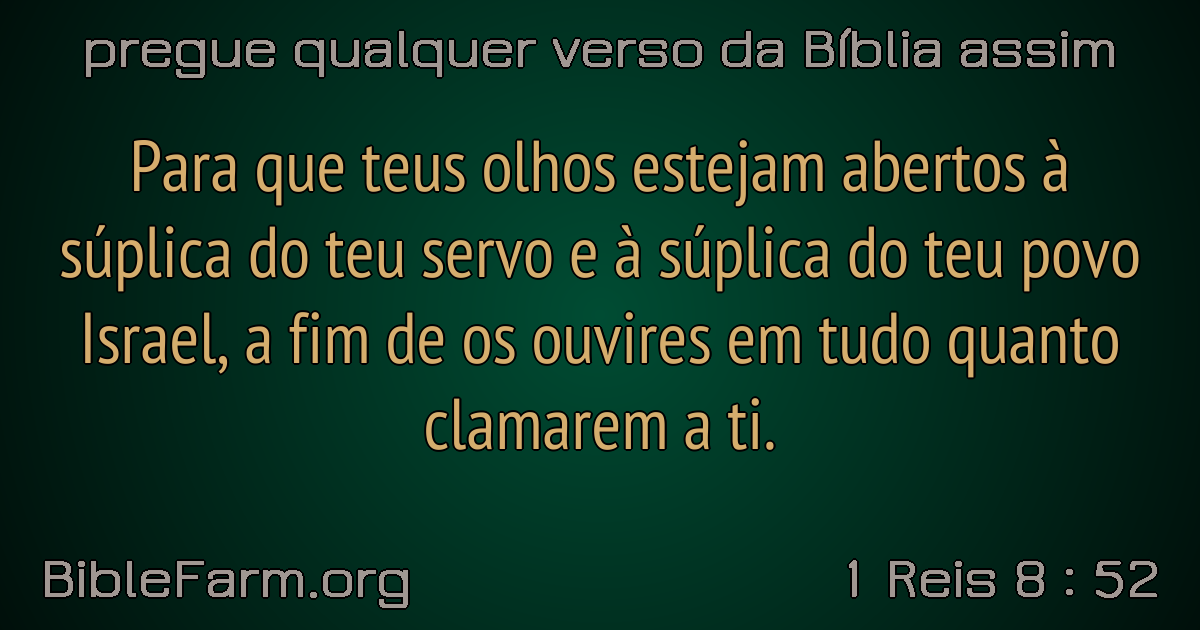 pregue qualquer verso da Bíblia assim
Para que teus olhos estejam abertos à
súplica do teu servo e à súplica do teu povo
Israel, a fim de os ouvires em tudo quanto
clamarem a ti.
BibleFarm.org
1 Reis 8 : 52